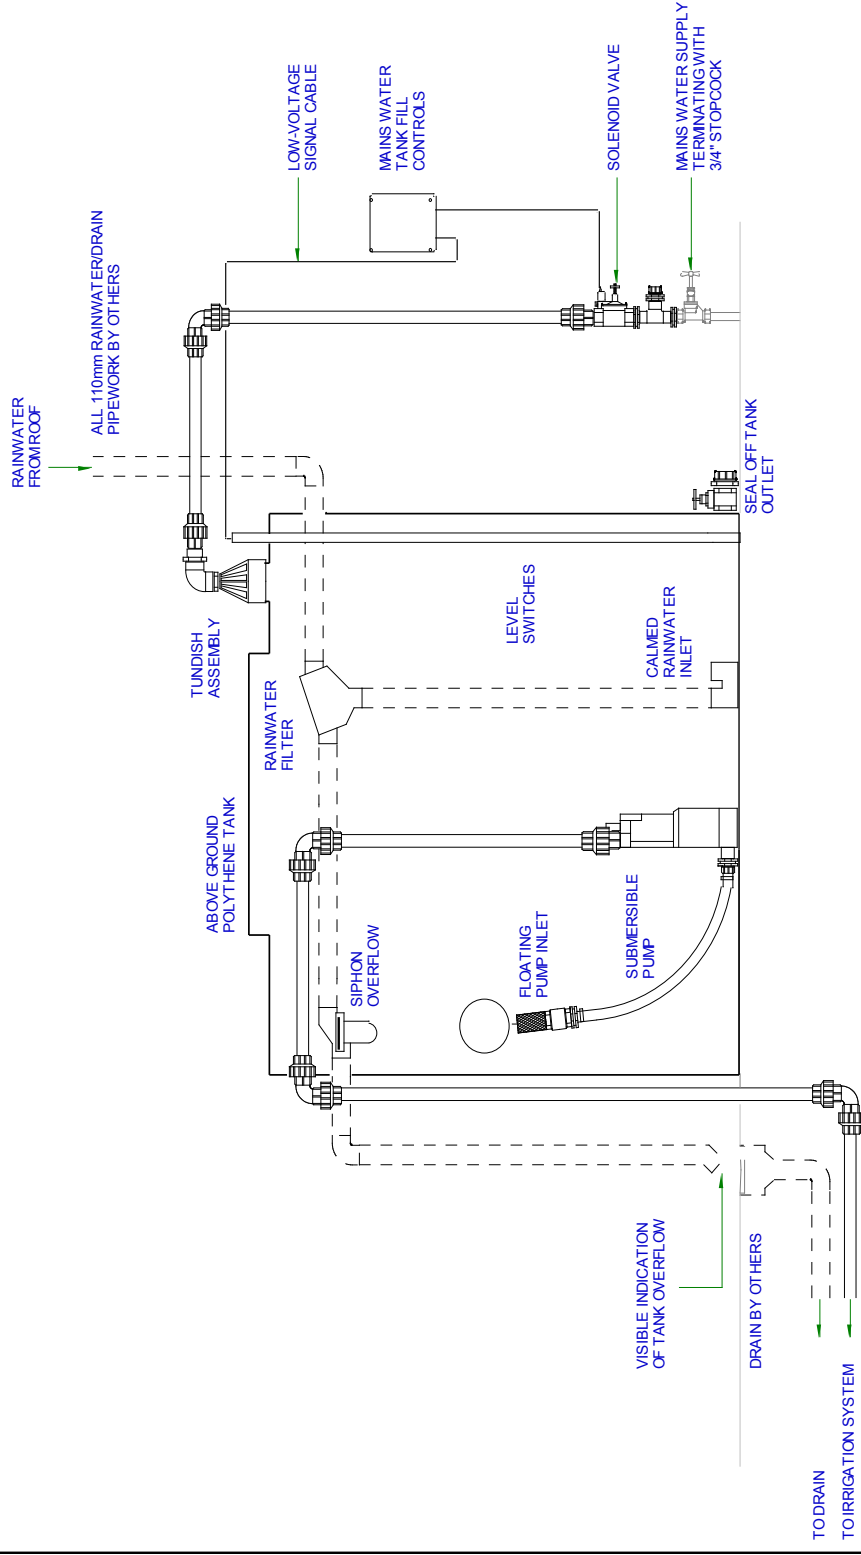 RAINWATER
FROM ROOF
ALL 110mm RAINWATER/DRAIN
PIPEWORK BY OTHERS
LOW-VOLTAGE
SIGNAL CABLE
MAINS WATER
TANK FILL
CONTROLS
SOLENOID VALVE
MAINS WATER SUPPLY
TERMINATING WITH
3/4" STOPCOCK
TUNDISH
ASSEMBLY
RAINWATER
FILTER
LEVEL
SWITCHES
CALMED
RAINWATER
INLET
SEAL OFF TANK
OUTLET
ABOVE GROUND
POLYTHENE TANK
SIPHON
OVERFLOW
FLOATING
PUMP INLET
SUBMERSIBLE
PUMP
VISIBLE INDICATION
OF TANK OVERFLOW
DRAIN BY OTHERS
TO DRAIN
TO IRRIGATION SYSTEM